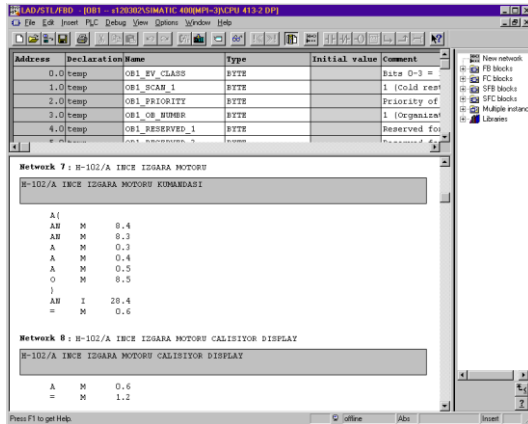 LAD/STL/FBD - [OB1 -- s120302\SIMATIC 400(MPI=3)\CPU 413-2 DP]
File Edit Insert PLC Debug View Options Window Help
Address Declaration Name Type Initial value Comment
0.0 temp OB1_EV_CLASS BYTE Bits 0-3 =
1.0 temp OB1_SCAN_1 BYTE 1 (Cold rest
2.0 temp OB1_PRIORITY BYTE Priority of
3.0 temp OB1_OB_NUMBR BYTE 1 (Organizat
4.0 temp OB1_RESERVED_1 BYTE Reserved for
New network
FB blocks
FC blocks
SFB blocks
SFC blocks
Multiple instanc
Libraries
Network 7 : H-102/A INCE IZGARA MOTORU
H-102/A INCE IZGARA MOTORU KUMANDASI
A(
AN M 8.4
AN M 8.3
A M 0.3
A M 0.4
A M 0.5
O M 8.5
)
AN I 28.4
= M 0.6
Network 8 : H-102/A INCE IZGARA MOTORU CALISIYOR DISPLAY
H-102/A INCE IZGARA MOTORU CALISIYOR DISPLAY
A M 0.6
= M 1.2
Press F1 to get Help. offline Abs Insert